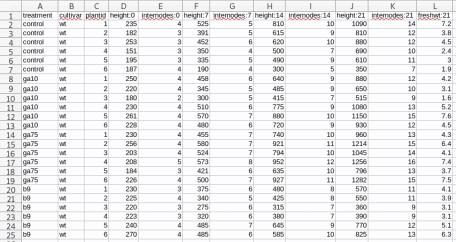 A B C D E F G H I J K L
1 treatment cultivar plantid height:0 internodes:0 height:7 internodes:7 height:14 internodes:14 height:21 internodes:21 freshwt:21
2 control wt 1 235 4 525 5 810 10 1090 14 7.2
3 control wt 2 182 3 391 5 615 9 810 12 3.8
4 control wt 3 253 3 452 6 620 10 880 12 4.5
5 control wt 4 151 3 350 4 500 7 690 10 2.4
6 control wt 5 195 3 335 5 490 9 610 11 3
7 control wt 6 187 4 190 4 300 5 350 7 1.9
8 ga10 wt 1 250 4 458 6 640 9 880 12 4.2
9 ga10 wt 2 220 4 345 5 485 9 650 10 3.1
10 ga10 wt 3 180 2 300 5 415 7 515 9 1.6
11 ga10 wt 4 230 4 510 6 775 9 1080 13 5.2
12 ga10 wt 5 261 4 570 7 880 10 1150 15 7.6
13 ga10 wt 6 228 4 480 6 720 9 930 12 4.5
14 ga75 wt 1 230 4 455 7 740 10 960 13 4.3
15 ga75 wt 2 256 4 580 7 921 11 1214 15 6.4
16 ga75 wt 3 203 4 524 7 794 10 1045 14 4.1
17 ga75 wt 4 208 5 573 8 952 12 1256 16 7.4
18 ga75 wt 5 184 3 421 6 635 10 796 13 3.7
19 ga75 wt 6 226 4 500 7 927 11 1282 15 7.5
20 b9 wt 1 230 3 375 6 480 8 570 11 4.1
21 b9 wt 2 225 4 340 5 425 8 550 11 3.9
22 b9 wt 3 220 3 275 6 315 7 360 9 3.1
23 b9 wt 4 223 3 320 6 380 7 390 9 3.1
24 b9 wt 5 240 4 485 7 645 9 770 12 5.1
25 b9 wt 6 270 4 485 6 585 10 825 13 6.3